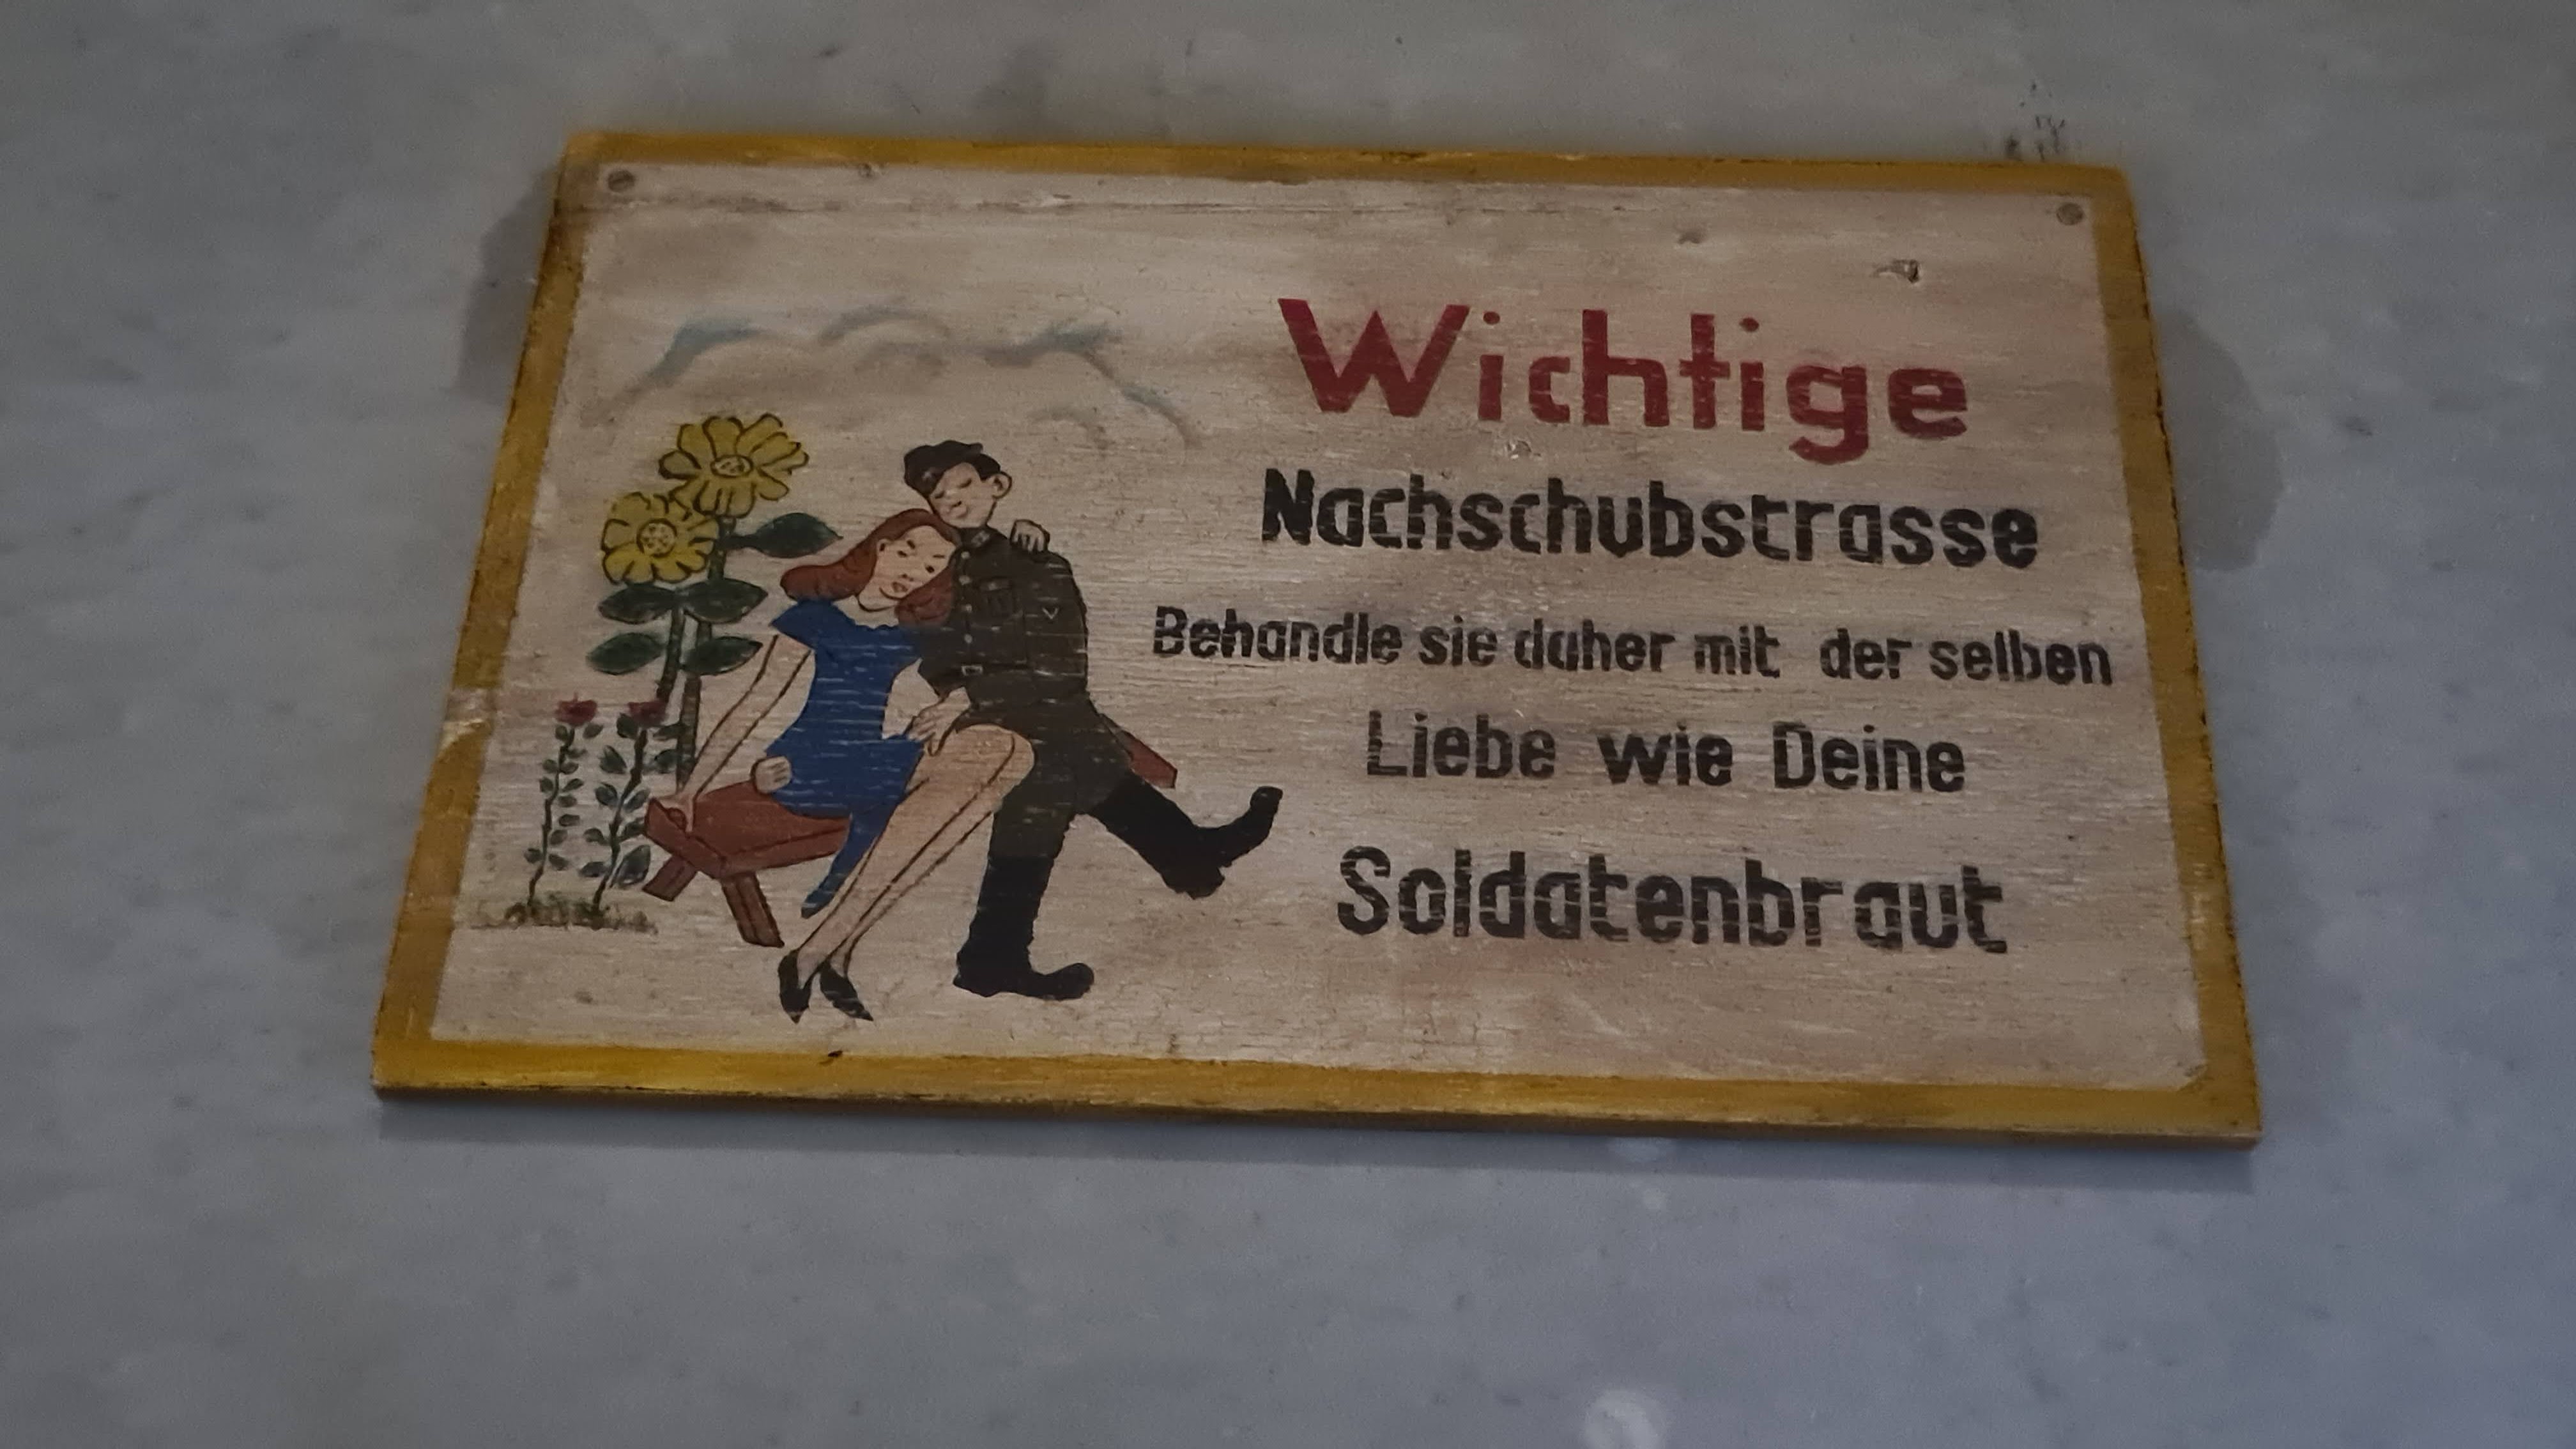 Wichtige
Nachschubstrasse
Behandle sie daher mit der selben
Liebe wie Deine
Soldatenbraut